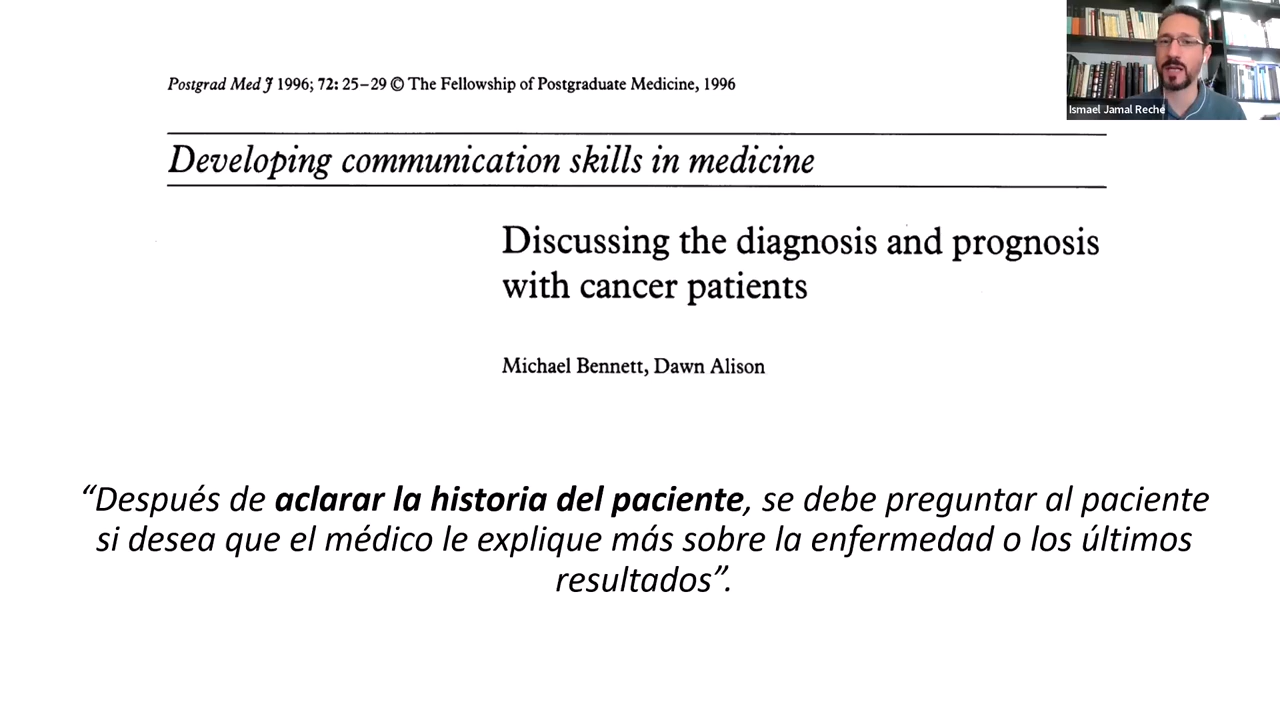 Postgrad Med J 1996; 72: 25–29 © The Fellowship of Postgraduate Medicine, 1996
Ismael Jamal Reche
Developing communication skills in medicine
Discussing the diagnosis and prognosis
with cancer patients
Michael Bennett, Dawn Alison
“Después de aclarar la historia del paciente, se debe preguntar al paciente
si desea que el médico le explique más sobre la enfermedad o los últimos
resultados”.